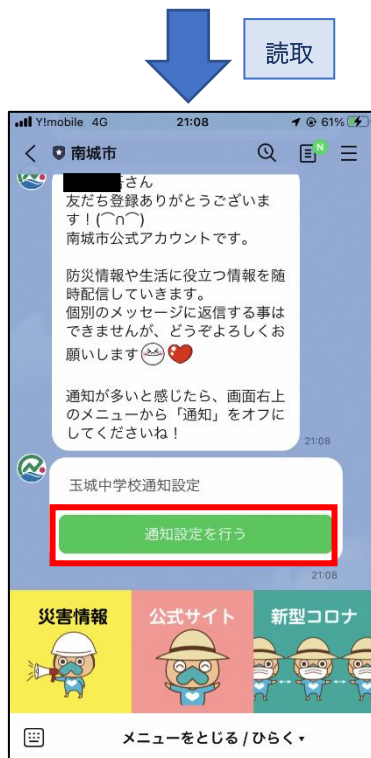 読取
Y!mobile 4G 21:08 61%
南城市 N
さん
友だち登録ありがとうございま
す！(⌒∩⌒)
南城市公式アカウントです。
防災情報や生活に役立つ情報を随
時配信していきます。
個別のメッセージに返信する事は
できませんが、どうぞよろしくお
願いします
通知が多いと感じたら、画面右上
のメニューから「通知」をオフに
してくださいね！
21:08
玉城中学校通知設定
通知設定を行う
21:08
災害情報 公式サイト 新型コロナ
メニューをとじる / ひらく▾